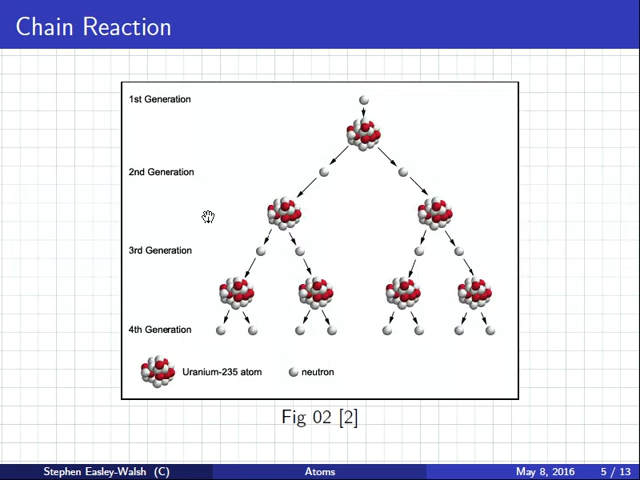 Chain Reaction
1st Generation
2nd Generation
3rd Generation
4th Generation
Uranium-235 atom
neutron
Fig 02 [2]
Stephen Easley-Walsh (C)
Atoms
May 8, 2016
5 / 13